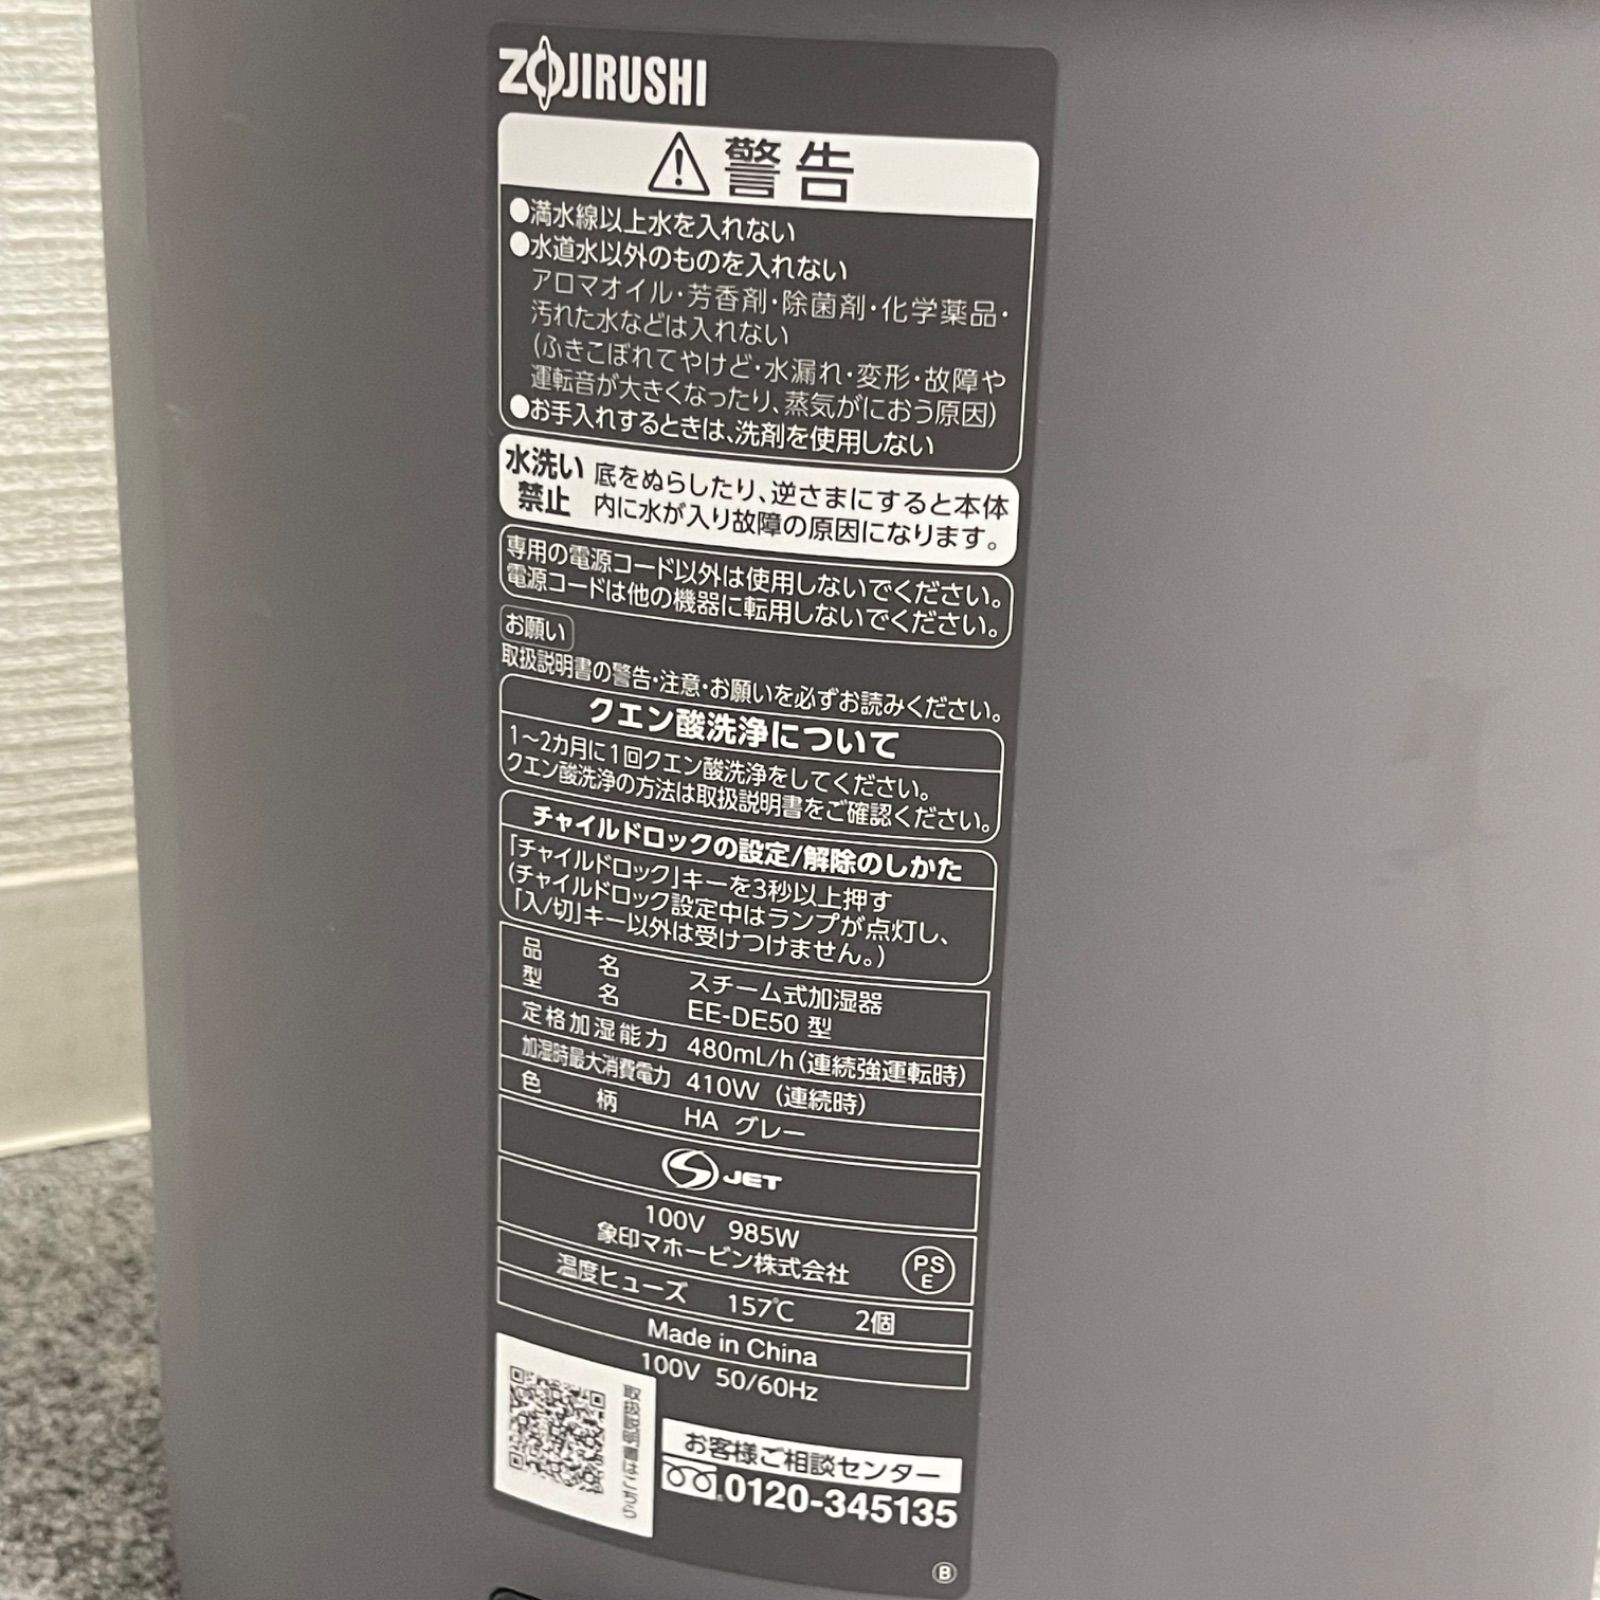 ZOJIRUSHI
警告
●満水線以上水を入れない
●水道水以外のものを入れない
アロマオイル・芳香剤・除菌剤・化学薬品・
汚れた水などは入れない
(ふきこぼれてやけど・水漏れ・変形・故障や
運転音が大きくなったり、蒸気がにおう原因)
●お手入れするときは、洗剤を使用しない
水洗い
禁止
底をぬらしたり、逆さまにすると本体
内に水が入り故障の原因になります。
専用の電源コード以外は使用しないでください。
電源コードは他の機器に転用しないでください。
お願い
取扱説明書の警告・注意・お願いを必ずお読みください。
クエン酸洗浄について
1〜2カ月に1回クエン酸洗浄をしてください。
クエン酸洗浄の方法は取扱説明書をご確認ください。
チャイルドロックの設定/解除のしかた
「チャイルドロック」キーを3秒以上押す
(チャイルドロック設定中はランプが点灯し、
「入/切」キー以外は受けつけません。)
品名 スチーム式加湿器
型名 EE-DE50 型
定格加湿能力 480mL/h(連続強運転時)
加湿時最大消費電力 410W (連続時)
色柄 HA グレー
S JET
100V 985W
象印マホービン株式会社
PS
E
温度ヒューズ 157℃ 2個
Made in China
100V 50/60Hz
取扱説明書はこちら
お客様ご相談センター
0120-345135
B